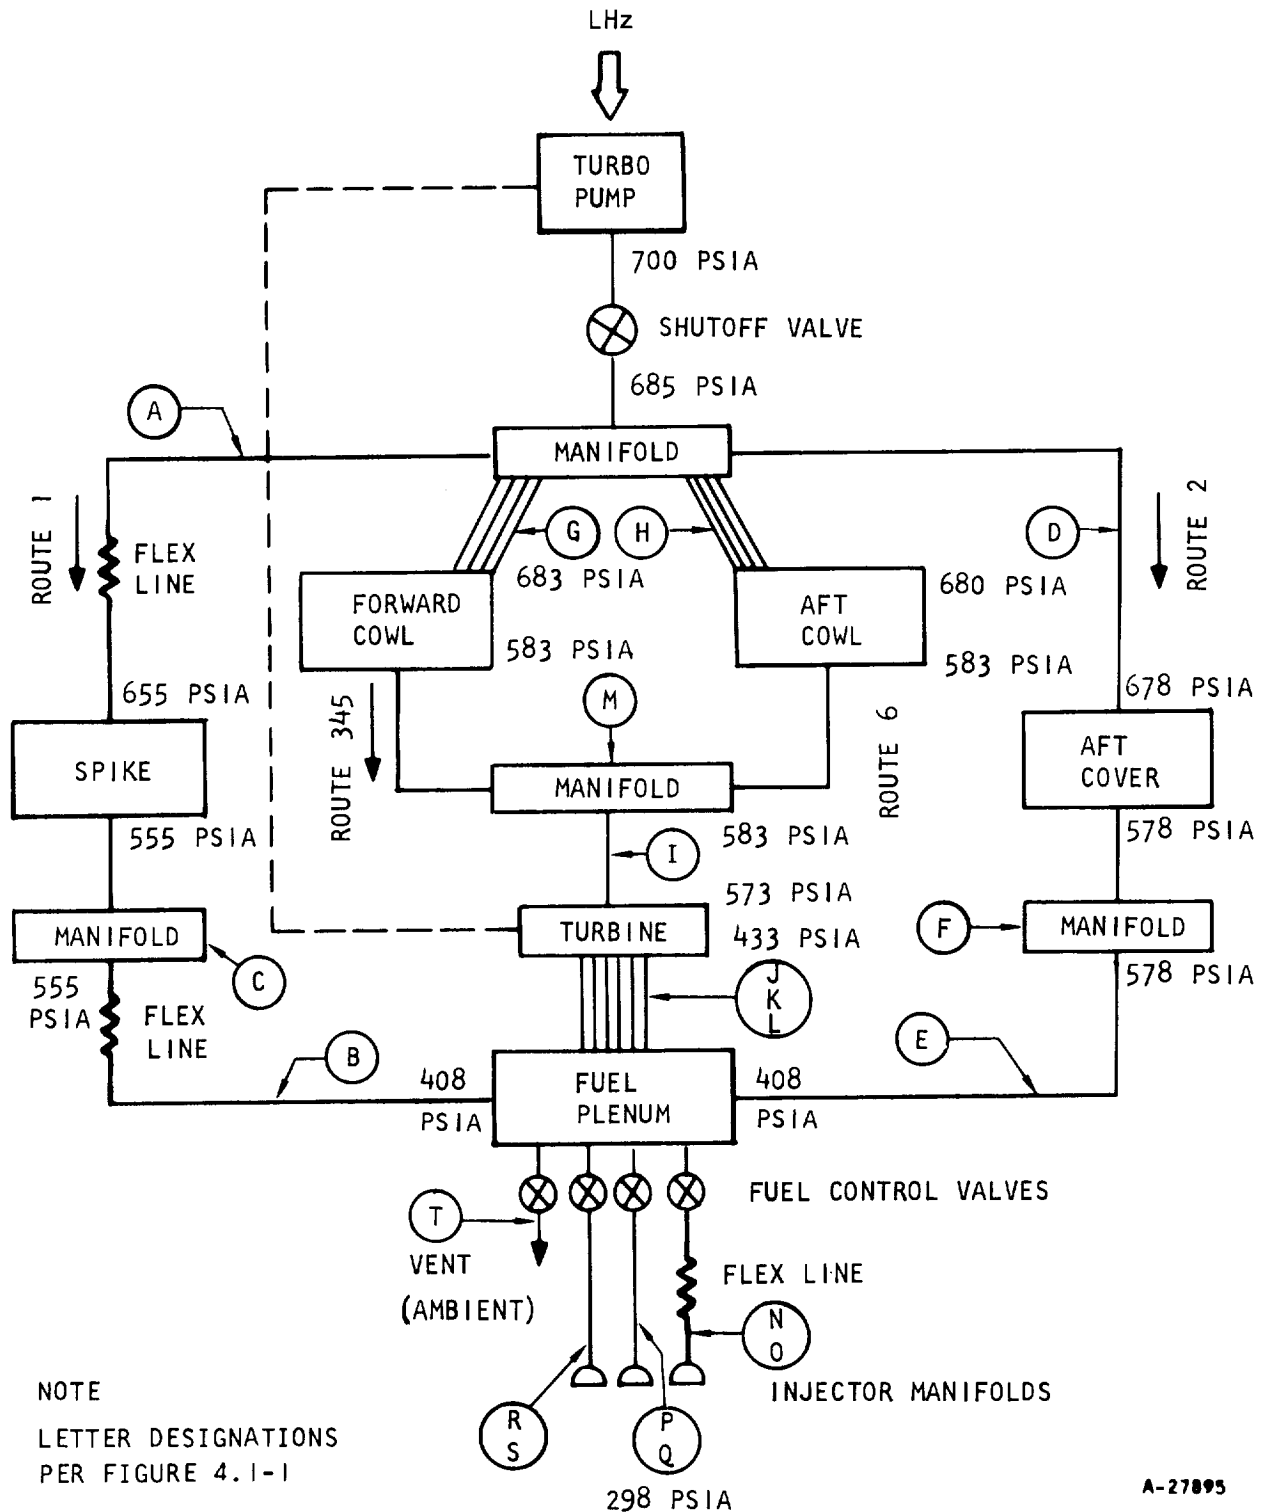 LHz
TURBO
PUMP
700 PSIA
SHUTOFF VALVE
685 PSIA
A
MANIFOLD
ROUTE 1
FLEX
LINE
G
H
D
ROUTE 2
683 PSIA
680 PSIA
FORWARD
COWL
AFT
COWL
583 PSIA
583 PSIA
655 PSIA
M
678 PSIA
ROUTE 345
ROUTE 6
SPIKE
MANIFOLD
AFT
COVER
555 PSIA
583 PSIA
578 PSIA
I
573 PSIA
MANIFOLD
TURBINE
433 PSIA
F
MANIFOLD
C
555
PSIA
578 PSIA
J
K
L
FLEX
LINE
B
E
408
PSIA
FUEL
PLENUM
408
PSIA
FUEL CONTROL VALVES
T
VENT
(AMBIENT)
FLEX LINE
N
O
INJECTOR MANIFOLDS
R
S
P
Q
298 PSIA
NOTE
LETTER DESIGNATIONS
PER FIGURE 4.1-1
A-27895